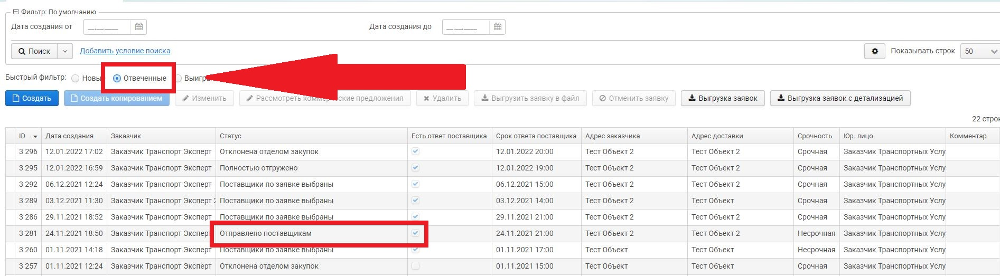 Фильтр: По умолчанию
Дата создания от __.__.____ Дата создания до __.__.____
Поиск Добавить условие поиска Показывать строк 50
Быстрый фильтр: Отвеченные
Создать Создать копированием Изменить Рассмотреть коммерческие предложения Удалить Выгрузить заявку в файл Отменить заявку Выгрузка заявок Выгрузка заявок с детализацией
22 строк
ID Дата создания Заказчик Статус Есть ответ поставщика Срок ответа поставщика Адрес заказчика Адрес доставки Срочность Юр. лицо Комментар
3 296 12.01.2022 17:02 Заказчик Транспорт Эксперт Отклонена отделом закупок 12.01.2022 20:00 Тест Объект 2 Тест Объект 2 Срочная Заказчик Транспортных Услу
3 295 12.01.2022 16:59 Заказчик Транспорт Эксперт Полностью отгружено 12.01.2022 19:00 Тест Объект 2 Тест Объект 2 Срочная Заказчик Транспортных Услу
3 292 06.12.2021 12:24 Заказчик Транспорт Эксперт Поставщики по заявке выбраны 06.12.2021 15:00 Тест Объект 2 Тест Объект 2 Срочная Заказчик Транспортных Услу
3 289 03.12.2021 11:30 Заказчик Транспорт Эксперт 2 Поставщики по заявке выбраны 03.12.2021 14:00 Тест Объект 2 Тест Объект Срочная Заказчик Транспортных Услу
3 286 29.11.2021 18:52 Заказчик Транспорт Эксперт Поставщики по заявке выбраны 29.11.2021 21:00 Тест Объект 2 Тест Объект 2 Срочная Заказчик Транспортных Услу
3 281 24.11.2021 18:50 Заказчик Транспорт Эксперт Отправлено поставщикам 24.11.2021 21:00 Тест Объект 2 Тест Объект 2 Несрочная Заказчик Транспортных Услу
3 260 01.11.2021 14:18 Заказчик Транспорт Эксперт Поставщики по заявке выбраны 01.11.2021 17:00 Тест Объект Тест Объект Несрочная Заказчик Транспортных Услу
3 257 01.11.2021 12:24 Заказчик Транспорт Эксперт Отклонена отделом закупок 01.11.2021 15:00 Тест Объект Тест Объект Срочная Заказчик Транспортных Услу